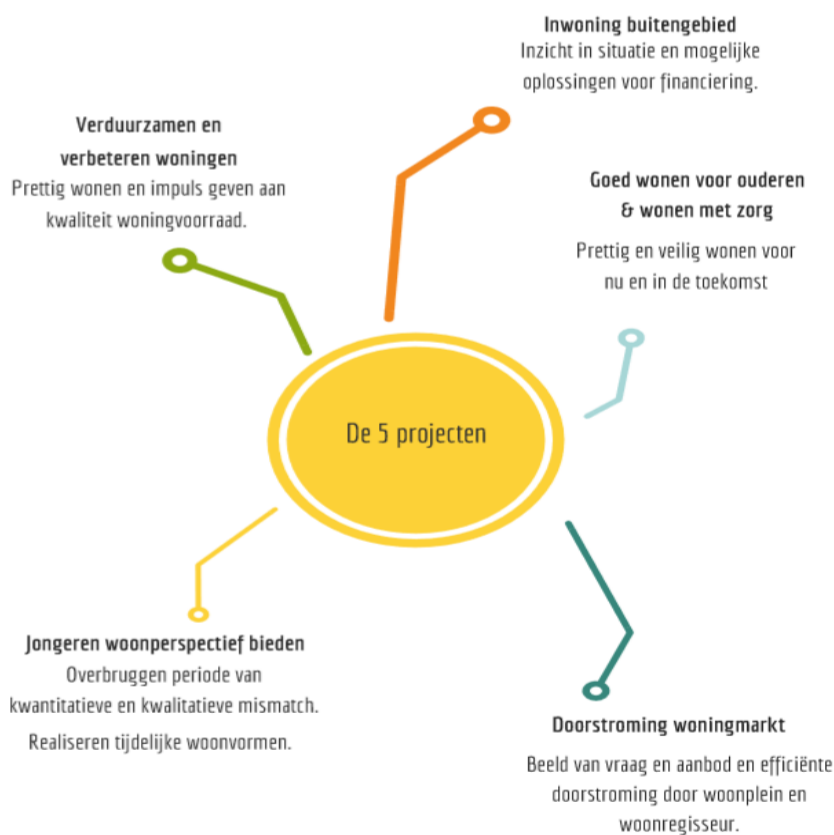 Inwoning buitengebied
Inzicht in situatie en mogelijke
oplossingen voor financiering.
Verduurzamen en
verbeteren woningen
Prettig wonen en impuls geven aan
kwaliteit woningvoorraad.
Goed wonen voor ouderen
& wonen met zorg
Prettig en veilig wonen voor
nu en in de toekomst
De 5 projecten
Jongeren woonperspectief bieden
Overbruggen periode van
kwantitatieve en kwalitatieve mismatch.
Realiseren tijdelijke woonvormen.
Doorstroming woningmarkt
Beeld van vraag en aanbod en efficiënte
doorstroming door woonplein en
woonregisseur.